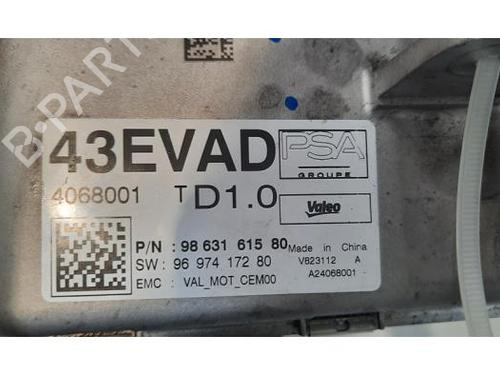 B-PARTS
43EVAD
PSA
GROUPE
4068001 TD1.0
Valeo
P/N : 98 631 615 80 Made in China
SW : 96 974 172 80 V823112 A
EMC : VAL_MOT_CEM00 A24068001